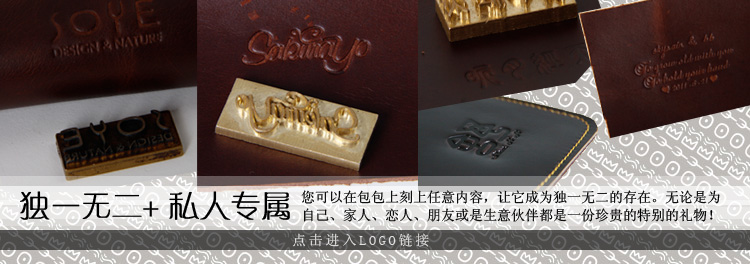 SOYE
DESIGN & NATURE
SOYE
DESIGN & NATURE
独一无二+ 私人专属
您可以在包包上刻上任意内容，让它成为独一无二的存在。无论是为
自己、家人、恋人、朋友或是生意伙伴都是一份珍贵的特别的礼物！
点击进入LOGO链接